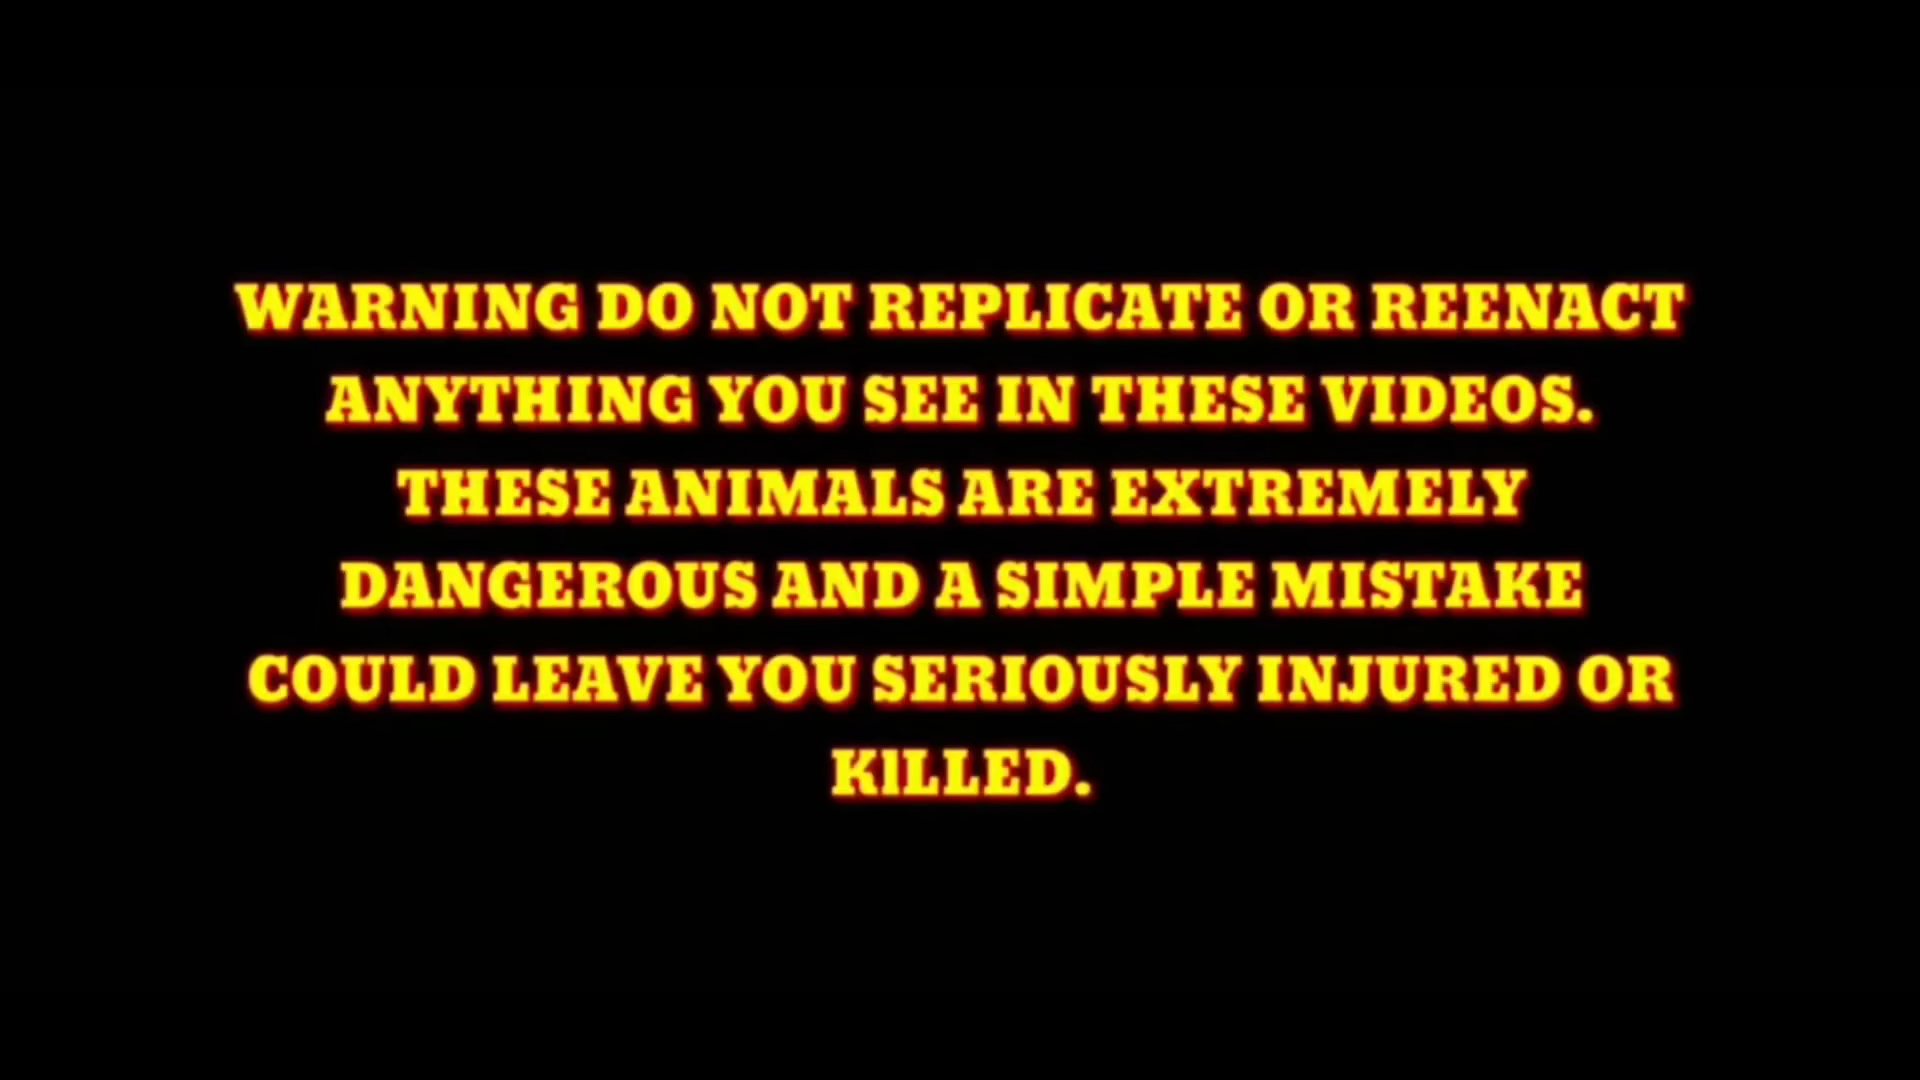 WARNING DO NOT REPLICATE OR REENACT
ANYTHING YOU SEE IN THESE VIDEOS.
THESE ANIMALS ARE EXTREMELY
DANGEROUS AND A SIMPLE MISTAKE
COULD LEAVE YOU SERIOUSLY INJURED OR
KILLED.